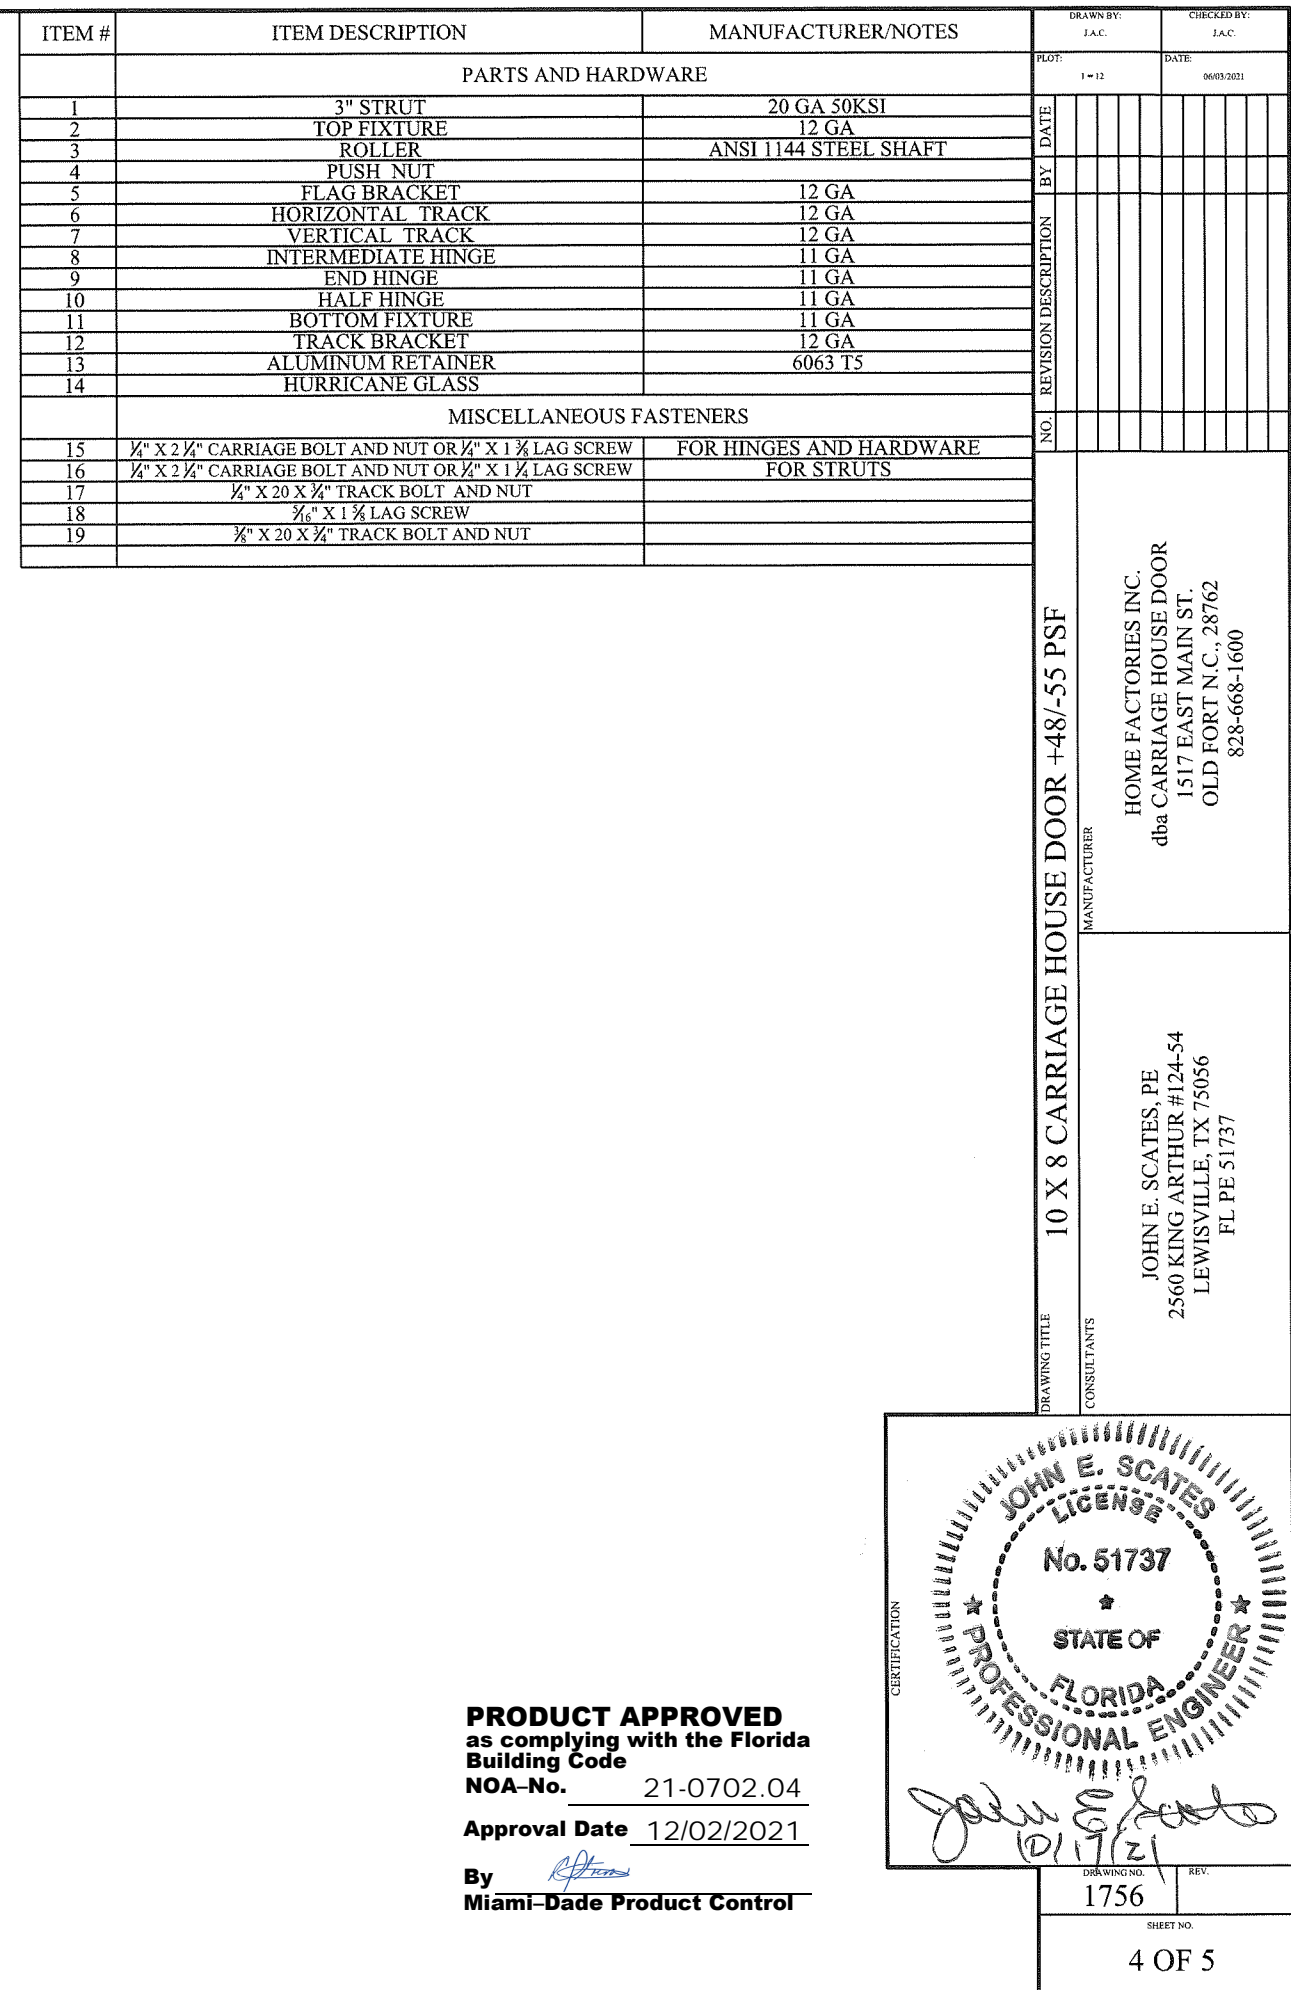 ITEM # ITEM DESCRIPTION MANUFACTURER/NOTES
PARTS AND HARDWARE
1 3" STRUT 20 GA 50KSI
2 TOP FIXTURE 12 GA
3 ROLLER ANSI 1144 STEEL SHAFT
4 PUSH NUT
5 FLAG BRACKET 12 GA
6 HORIZONTAL TRACK 12 GA
7 VERTICAL TRACK 12 GA
8 INTERMEDIATE HINGE 11 GA
9 END HINGE 11 GA
10 HALF HINGE 11 GA
11 BOTTOM FIXTURE 11 GA
12 TRACK BRACKET 12 GA
13 ALUMINUM RETAINER 6063 T5
14 HURRICANE GLASS
MISCELLANEOUS FASTENERS
15 ¼" X 2 ¼" CARRIAGE BOLT AND NUT OR ¼" X 1 ⅝ LAG SCREW FOR HINGES AND HARDWARE
16 ¼" X 2 ¼" CARRIAGE BOLT AND NUT OR ¼" X 1 ¼ LAG SCREW FOR STRUTS
17 ¼" X 20 X ¾" TRACK BOLT AND NUT
18 5/16" X 1 ⅝ LAG SCREW
19 ⅜" X 20 X ¾" TRACK BOLT AND NUT
DRAWN BY:
J.A.C.
CHECKED BY:
J.A.C.
PLOT:
1 = 12
DATE:
06/03/2021
NO. REVISION DESCRIPTION BY DATE
DRAWING TITLE 10 X 8 CARRIAGE HOUSE DOOR +48/-55 PSF
MANUFACTURER
HOME FACTORIES INC.
dba CARRIAGE HOUSE DOOR
1517 EAST MAIN ST.
OLD FORT N.C., 28762
828-668-1600
CONSULTANTS
JOHN E. SCATES, PE
2560 KING ARTHUR #124-54
LEWISVILLE, TX 75056
FL PE 51737
CERTIFICATION
JOHN E. SCATES
LICENSE
No. 51737
STATE OF
FLORIDA
PROFESSIONAL ENGINEER
John E. Scates
10/17/21
PRODUCT APPROVED
as complying with the Florida
Building Code
NOA–No. 21-0702.04
Approval Date 12/02/2021
By
Miami–Dade Product Control
DRAWING NO.
1756
REV.
SHEET NO.
4 OF 5